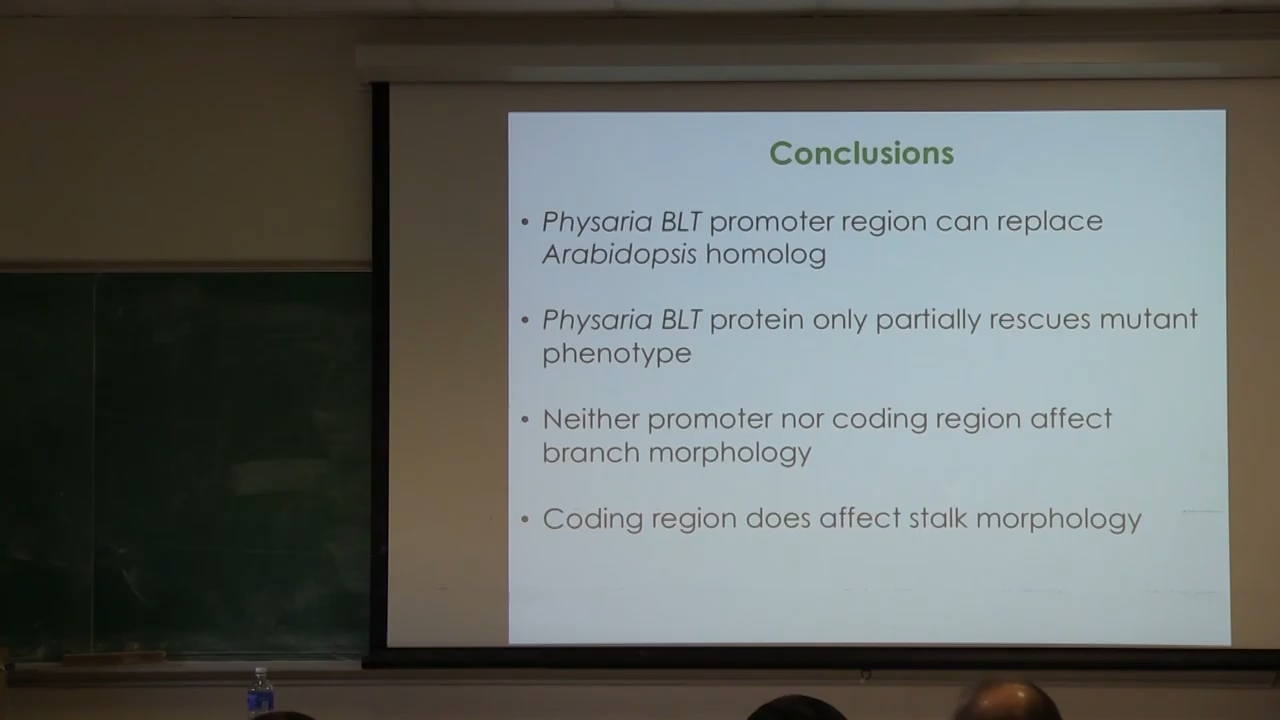 Conclusions
• Physaria BLT promoter region can replace
Arabidopsis homolog
• Physaria BLT protein only partially rescues mutant
phenotype
• Neither promoter nor coding region affect
branch morphology
• Coding region does affect stalk morphology